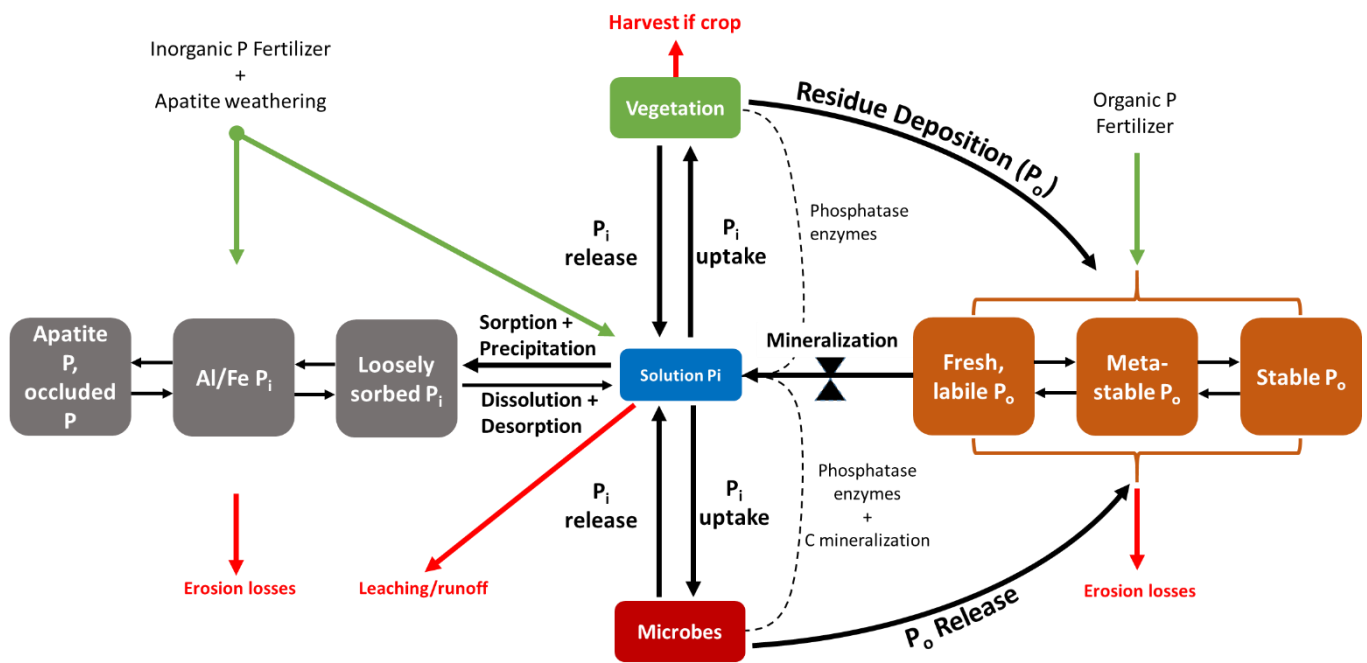 Harvest if crop
Inorganic P Fertilizer
+
Apatite weathering
Vegetation
Residue Deposition (Po)
Organic P
Fertilizer
Phosphatase
enzymes
Pi
release
Pi
uptake
Apatite
P,
occluded
P
Al/Fe Pi
Loosely
sorbed Pi
Sorption +
Precipitation
Dissolution +
Desorption
Solution Pi
Mineralization
Fresh,
labile Po
Meta-
stable Po
Stable Po
Pi
release
Pi
uptake
Phosphatase
enzymes
+
C mineralization
Erosion losses
Leaching/runoff
Erosion losses
Microbes
Po Release